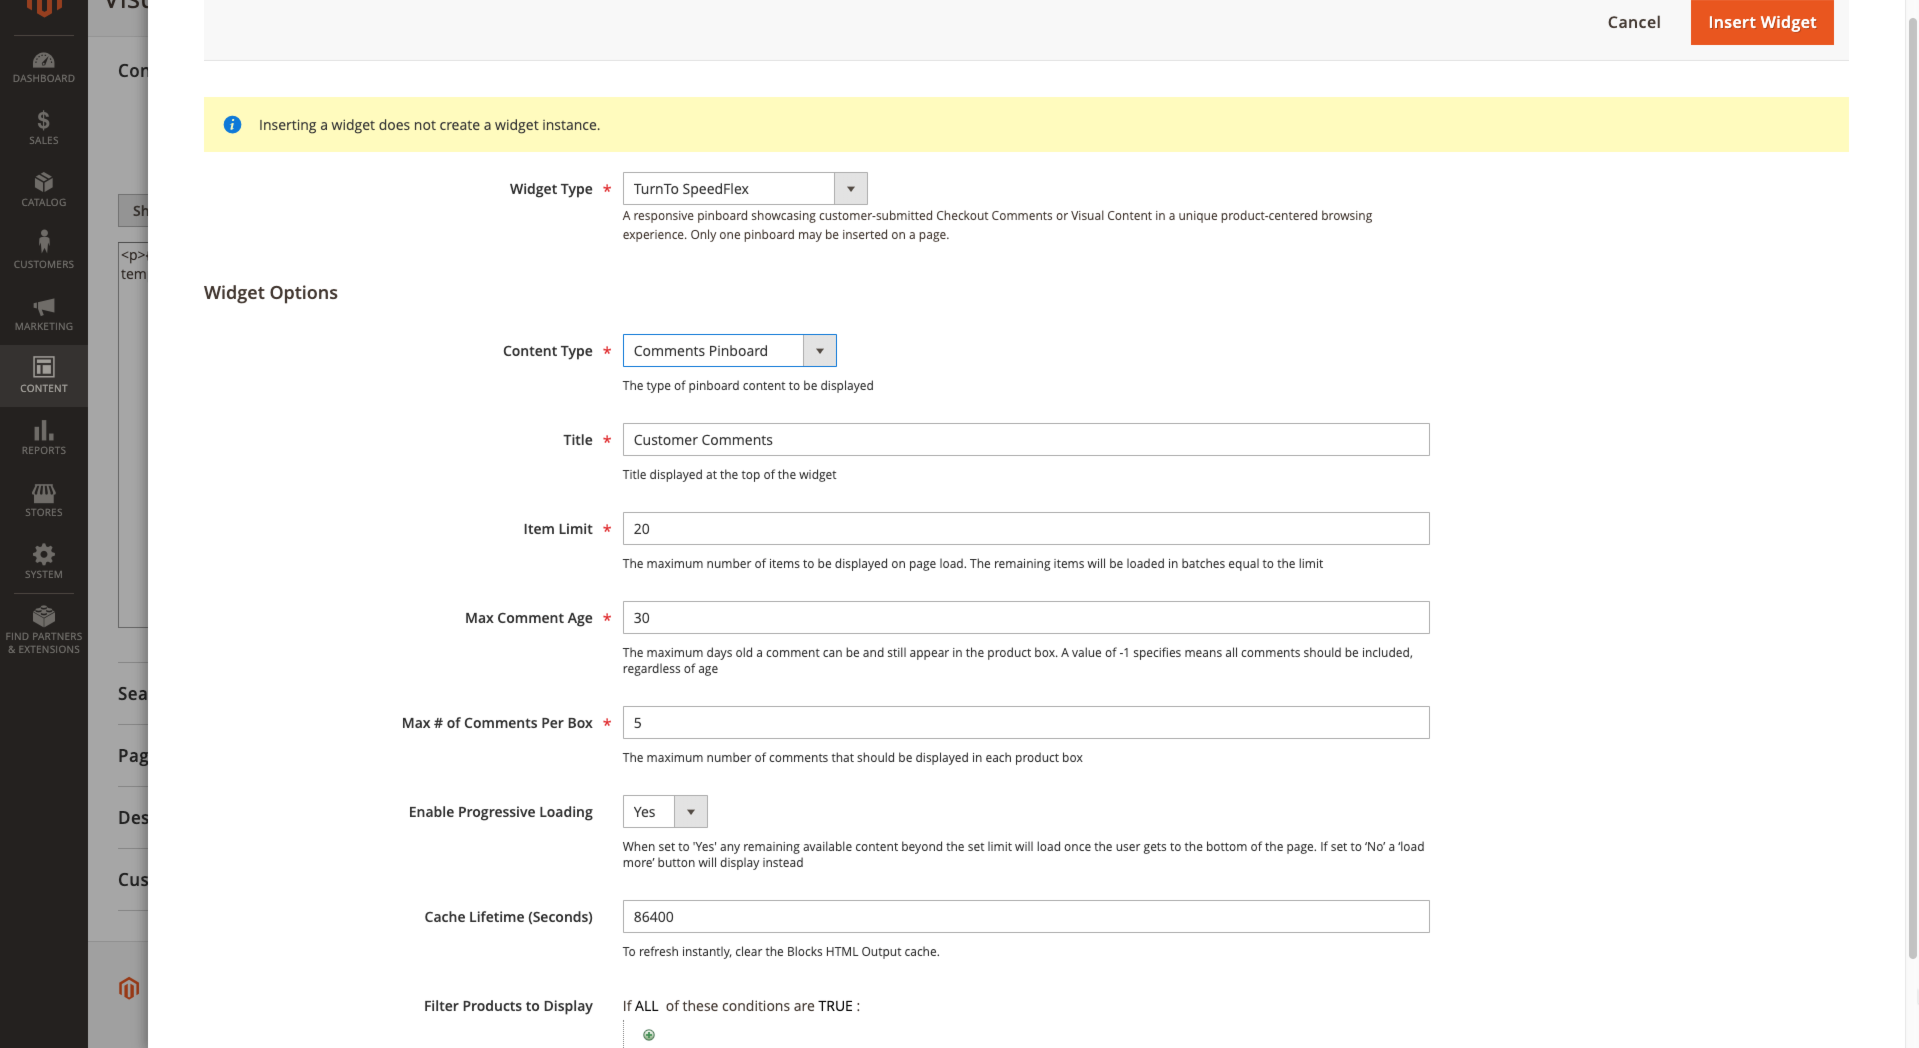 Cancel
Insert Widget
DASHBOARD
Con
SALES
Inserting a widget does not create a widget instance.
CATALOG
Widget Type *
TurnTo SpeedFlex
Sh
A responsive pinboard showcasing customer-submitted Checkout Comments or Visual Content in a unique product-centered browsing
experience. Only one pinboard may be inserted on a page.
CUSTOMERS
<p>
tem
Widget Options
MARKETING
Content Type *
Comments Pinboard
CONTENT
The type of pinboard content to be displayed
REPORTS
Title *
Customer Comments
Title displayed at the top of the widget
STORES
Item Limit *
20
The maximum number of items to be displayed on page load. The remaining items will be loaded in batches equal to the limit
SYSTEM
Max Comment Age *
30
FIND PARTNERS
& EXTENSIONS
The maximum days old a comment can be and still appear in the product box. A value of -1 specifies means all comments should be included,
regardless of age
Sea
Max # of Comments Per Box *
5
Pag
The maximum number of comments that should be displayed in each product box
Des
Enable Progressive Loading
Yes
When set to 'Yes' any remaining available content beyond the set limit will load once the user gets to the bottom of the page. If set to ‘No’ a ‘load
more’ button will display instead
Cus
Cache Lifetime (Seconds)
86400
To refresh instantly, clear the Blocks HTML Output cache.
Filter Products to Display
If ALL of these conditions are TRUE :